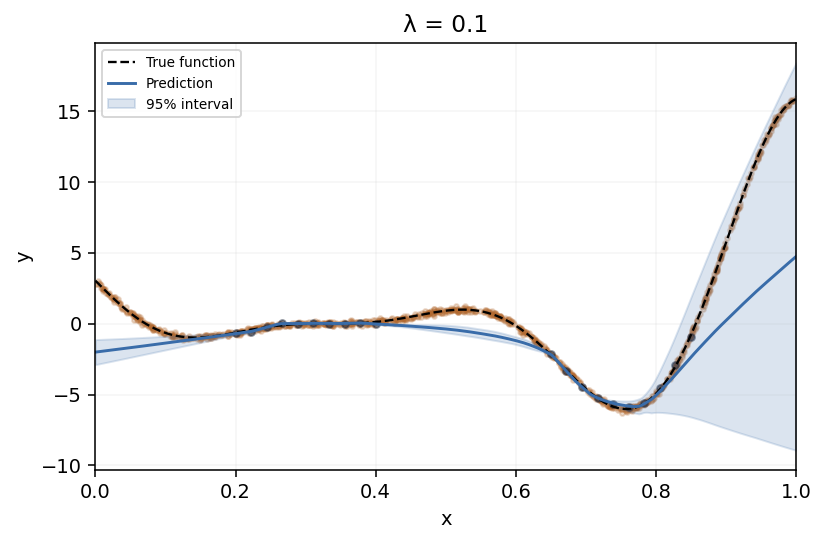 λ = 0.1
True function
Prediction
95% interval
15
10
5
0
−5
−10
y
0.0 0.2 0.4 0.6 0.8 1.0
x